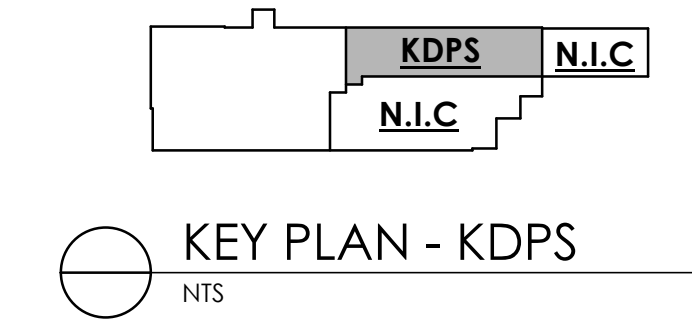 KDPS
N.I.C
N.I.C
KEY PLAN - KDPS
NTS